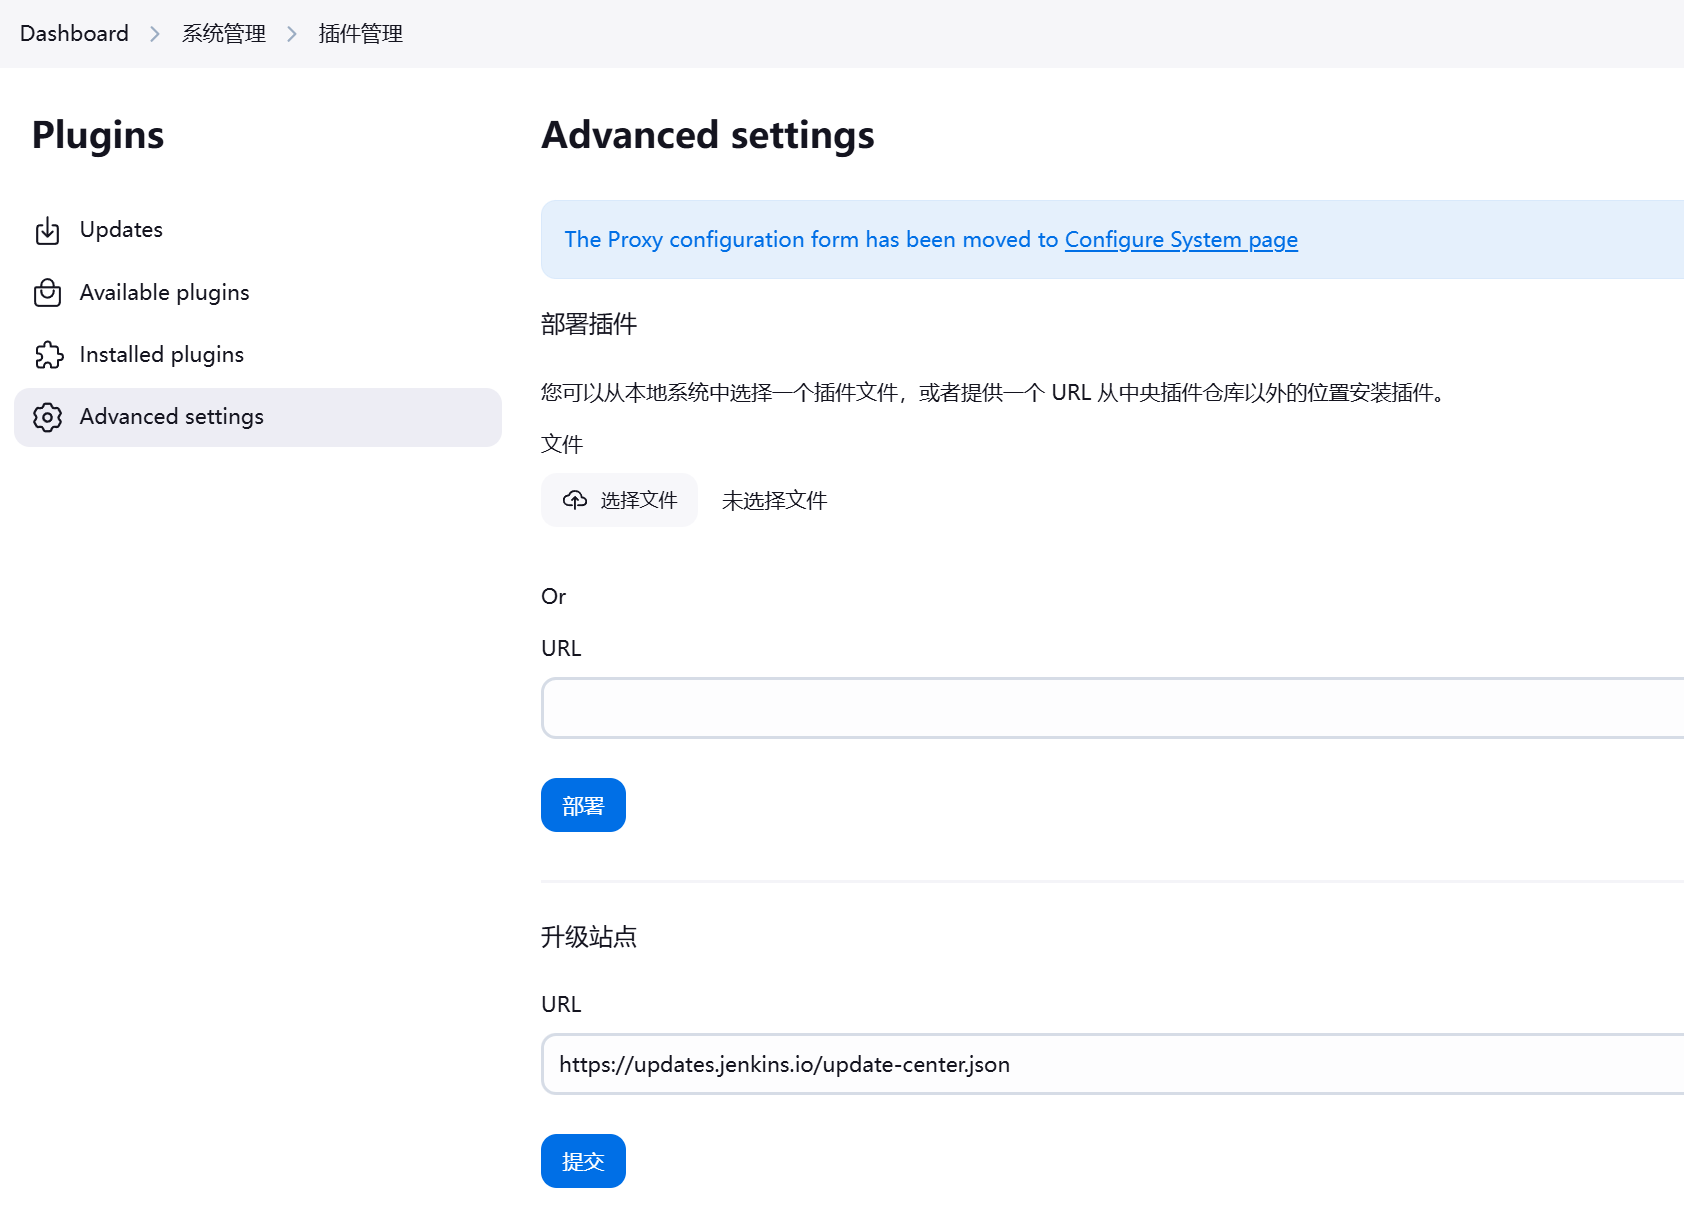 Dashboard
系统管理
插件管理
Plugins
Updates
Available plugins
Installed plugins
Advanced settings
Advanced settings
The Proxy configuration form has been moved to Configure System page
部署插件
您可以从本地系统中选择一个插件文件，或者提供一个 URL 从中央插件仓库以外的位置安装插件。
文件
选择文件 未选择文件
Or
URL
部署
升级站点
URL
https://updates.jenkins.io/update-center.json
提交